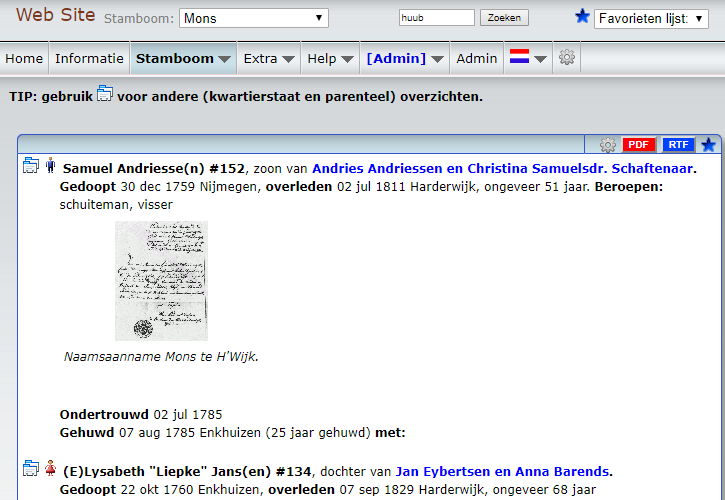 Web Site Stamboom: Mons huub Zoeken Favorieten lijst:
Home Informatie Stamboom Extra Help [Admin] Admin
TIP: gebruik voor andere (kwartierstaat en parenteel) overzichten.
PDF RTF
Samuel Andriesse(n) #152, zoon van Andries Andriessen en Christina Samuelsdr. Schaftenaar.
Gedoopt 30 dec 1759 Nijmegen, overleden 02 jul 1811 Harderwijk, ongeveer 51 jaar. Beroepen:
schuiteman, visser
Naamsaanname Mons te H'Wijk.
Ondertrouwd 02 jul 1785
Gehuwd 07 aug 1785 Enkhuizen (25 jaar gehuwd) met:
(E)Lysabeth "Liepke" Jans(en) #134, dochter van Jan Eybertsen en Anna Barends.
Gedoopt 22 okt 1760 Enkhuizen, overleden 07 sep 1829 Harderwijk, ongeveer 68 jaar